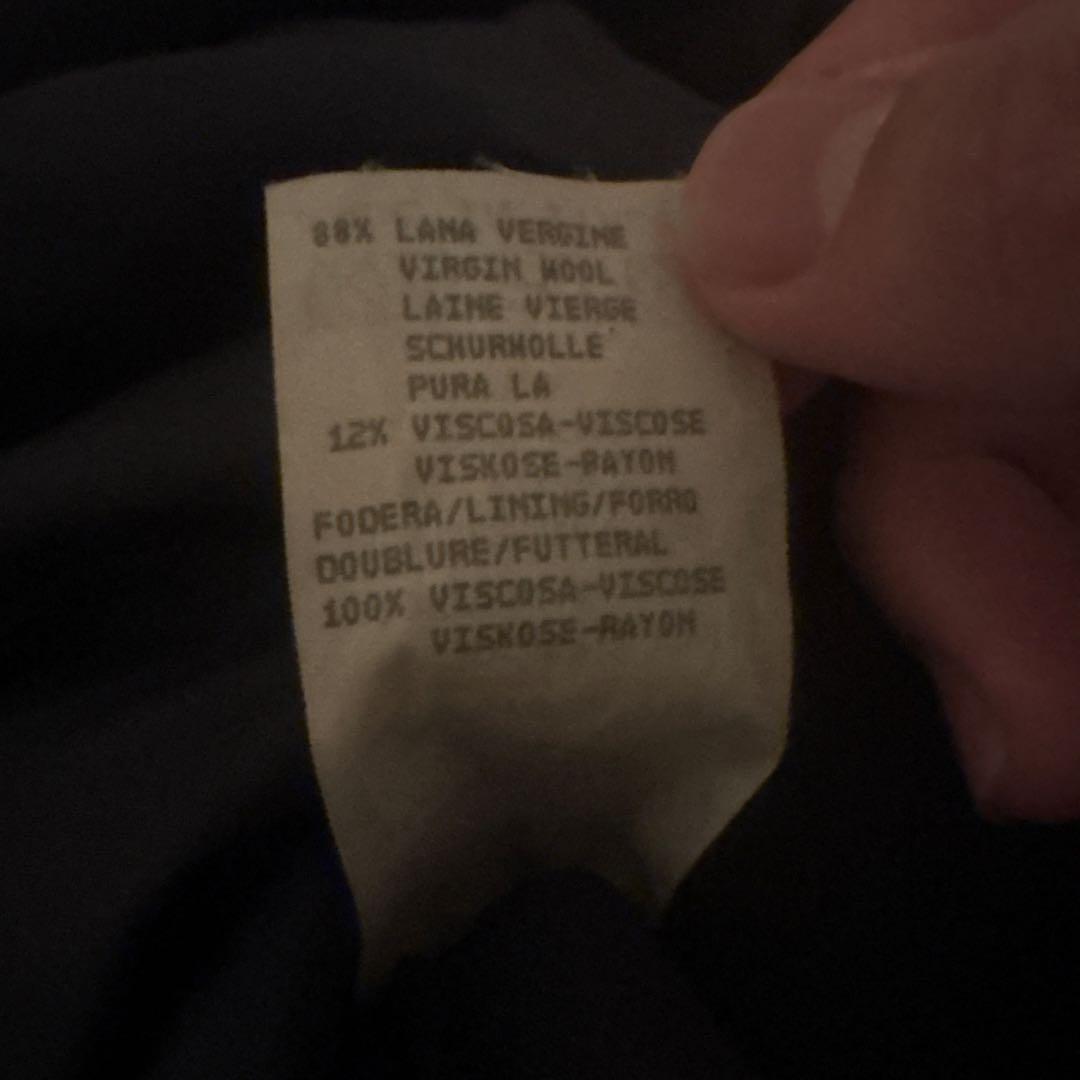 88% LANA VERGINE
VIRGIN WOOL
LAINE VIERGE
SCHURWOLLE
PURA LA
12% VISCOSA-VISCOSE
VISKOSE-RAYON
FODERA/LINING/FORRO
DOUBLURE/FUTTERAL
100% VISCOSA-VISCOSE
VISKOSE-RAYON